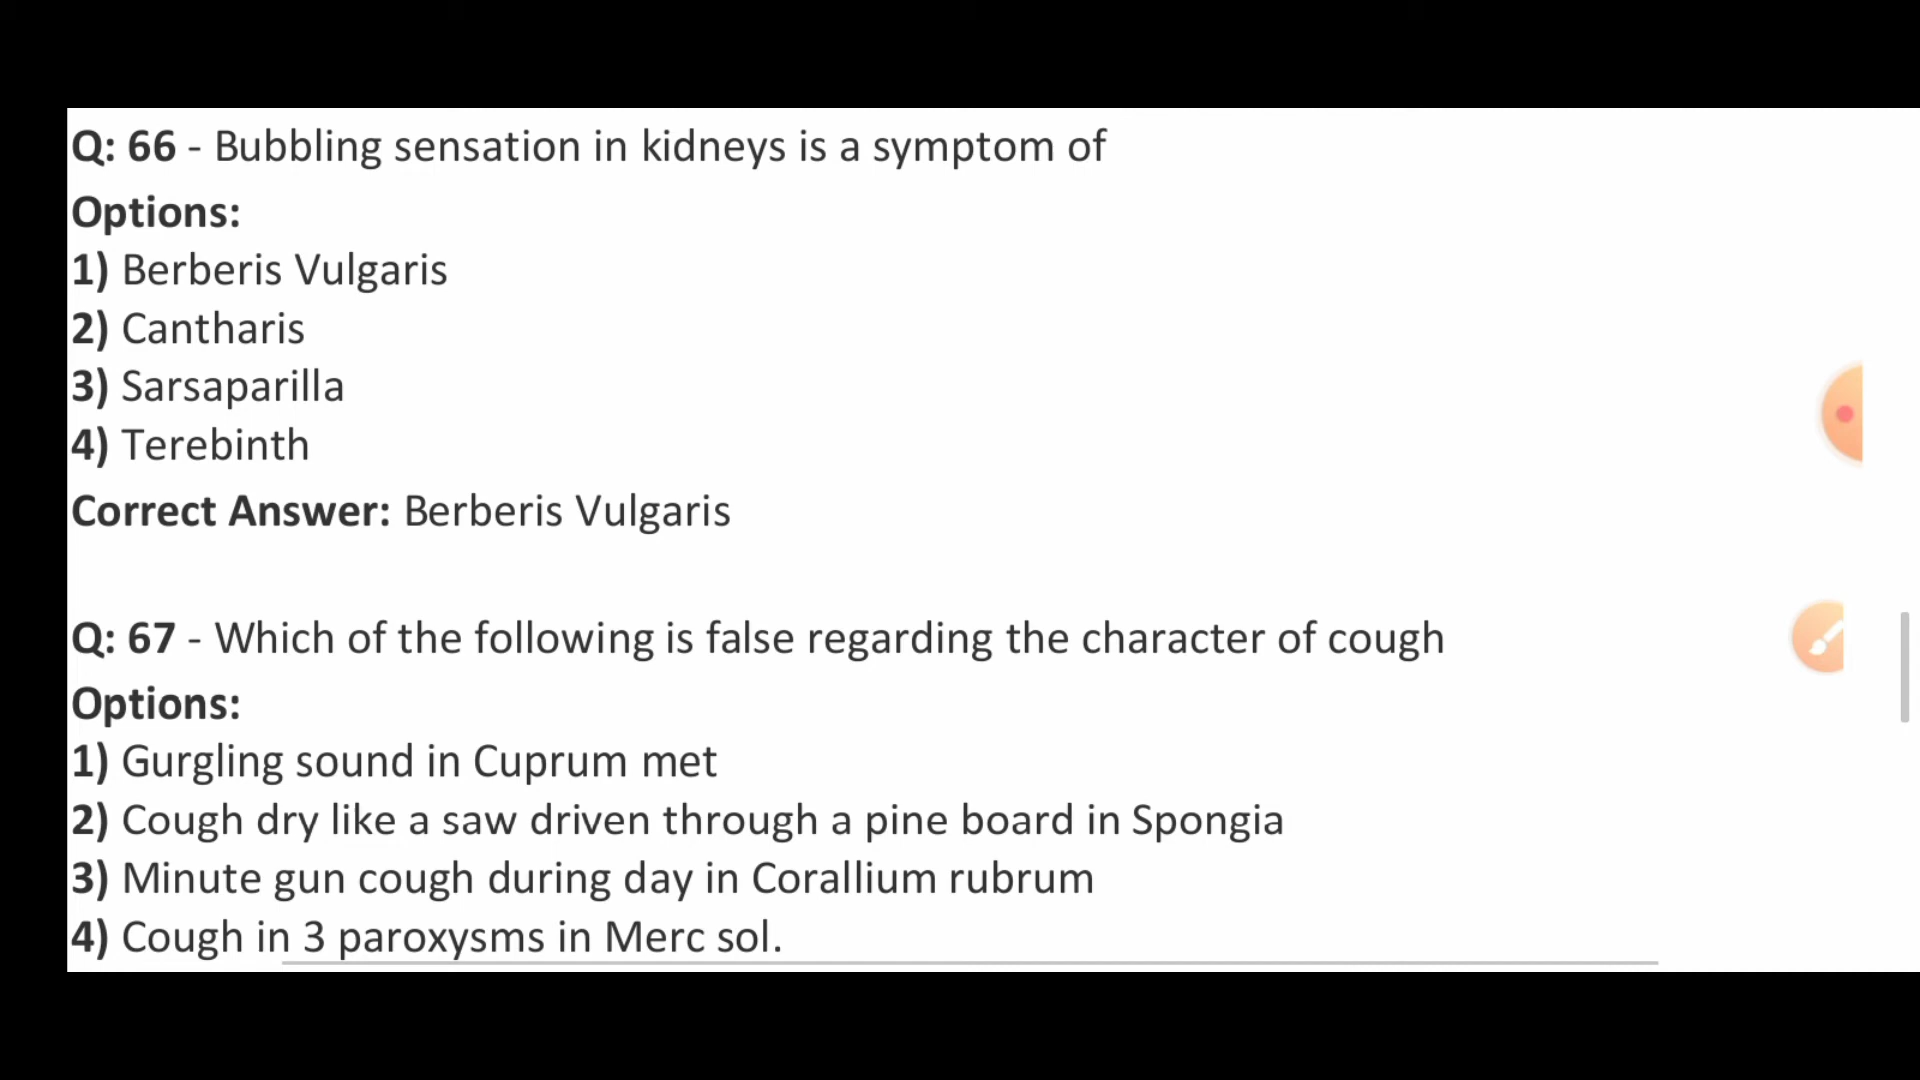 Q: 66 - Bubbling sensation in kidneys is a symptom of
Options:
1) Berberis Vulgaris
2) Cantharis
3) Sarsaparilla
4) Terebinth
Correct Answer: Berberis Vulgaris
Q: 67 - Which of the following is false regarding the character of cough
Options:
1) Gurgling sound in Cuprum met
2) Cough dry like a saw driven through a pine board in Spongia
3) Minute gun cough during day in Corallium rubrum
4) Cough in 3 paroxysms in Merc sol.